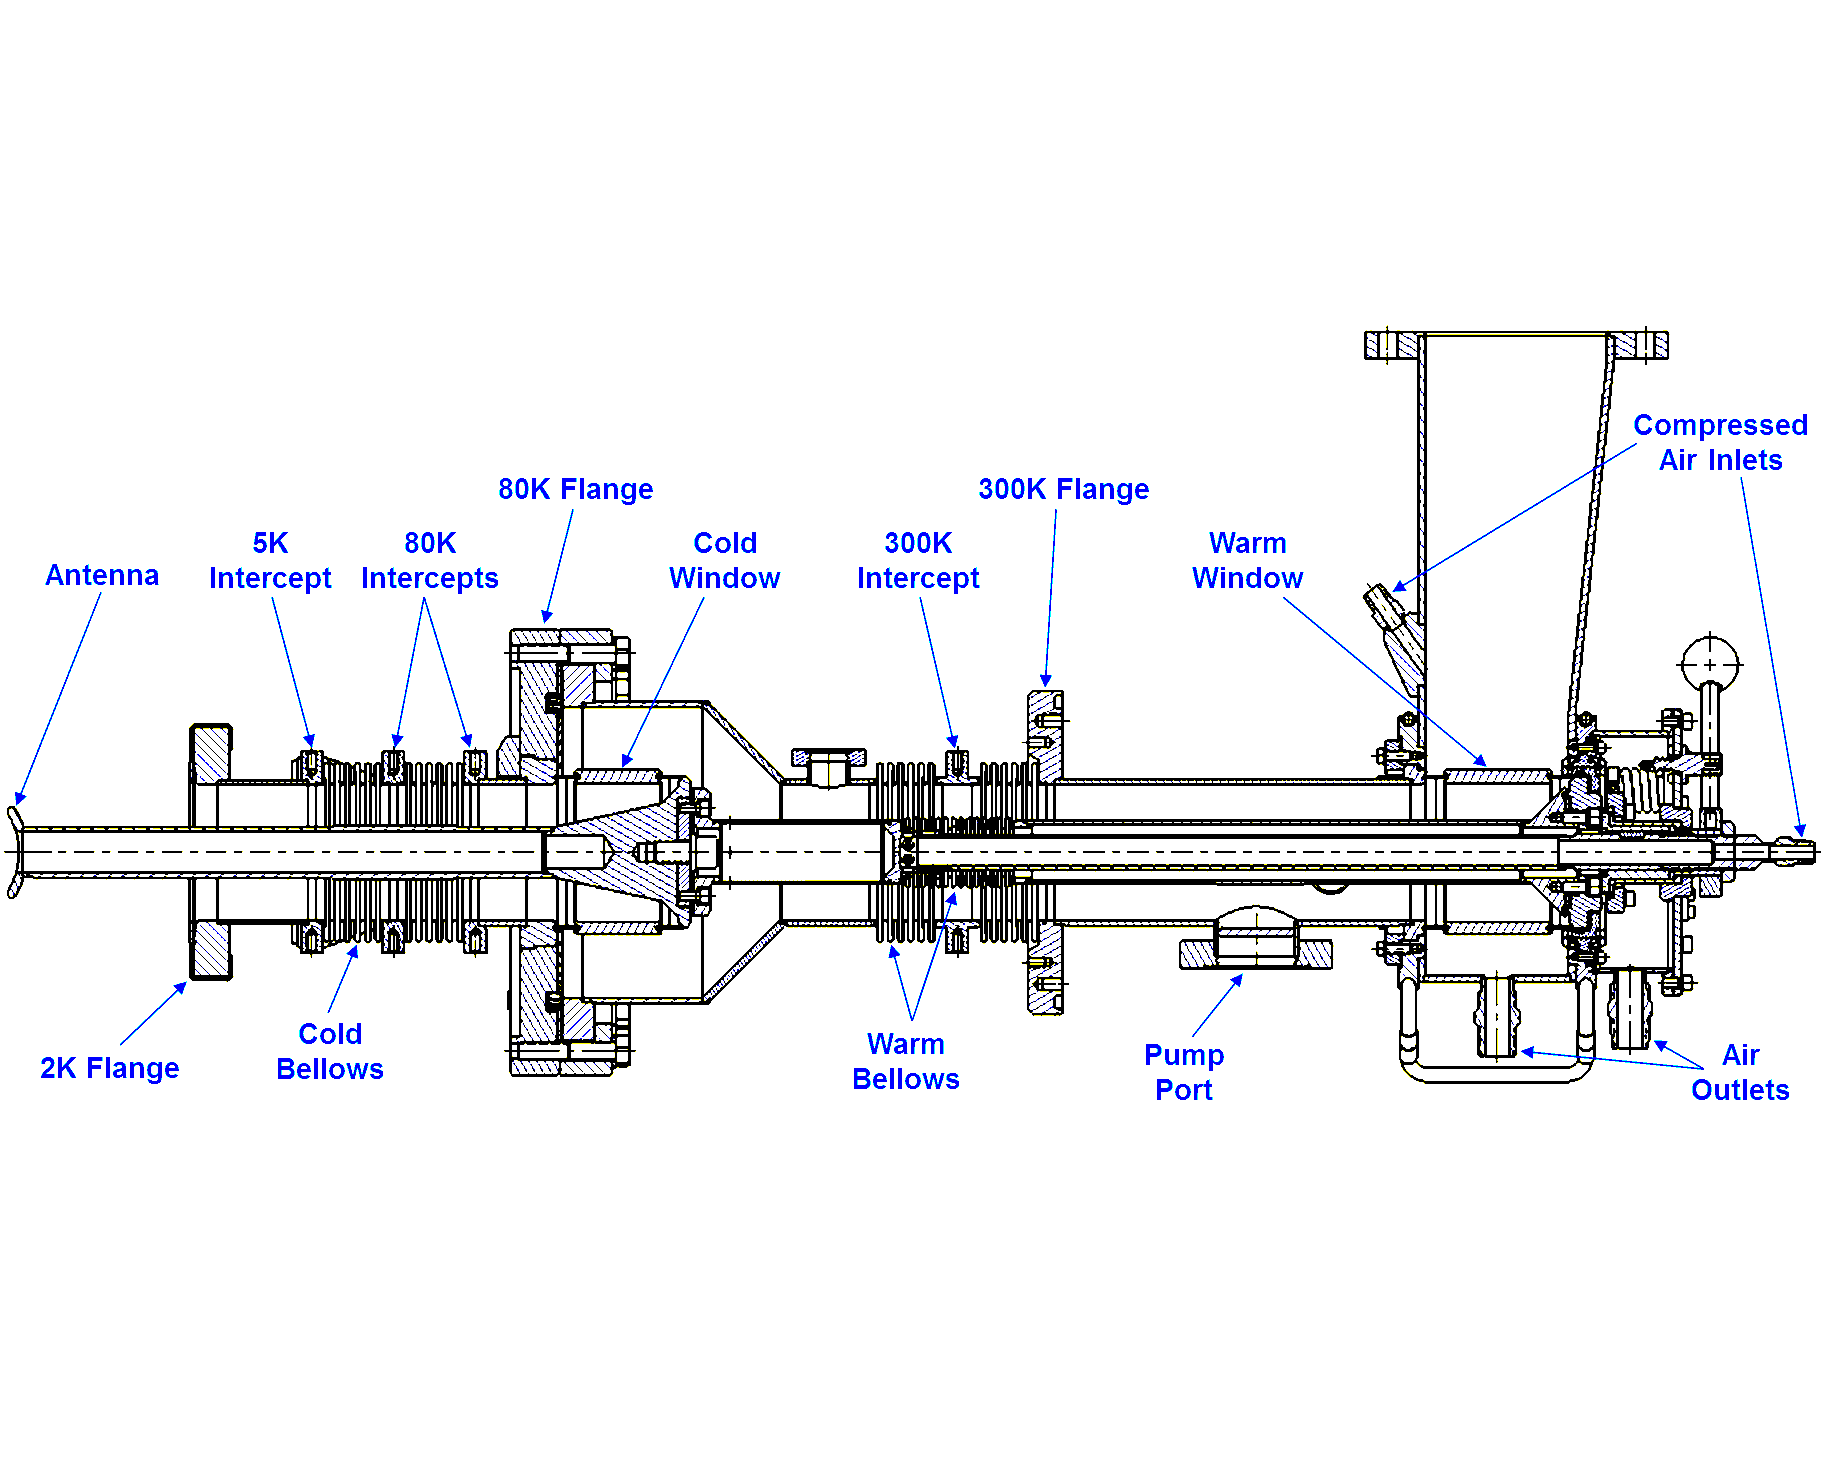 Compressed
Air Inlets
80K Flange
300K Flange
5K
Intercept
80K
Intercepts
Cold
Window
300K
Intercept
Warm
Window
Antenna
Cold
Bellows
2K Flange
Warm
Bellows
Pump
Port
Air
Outlets